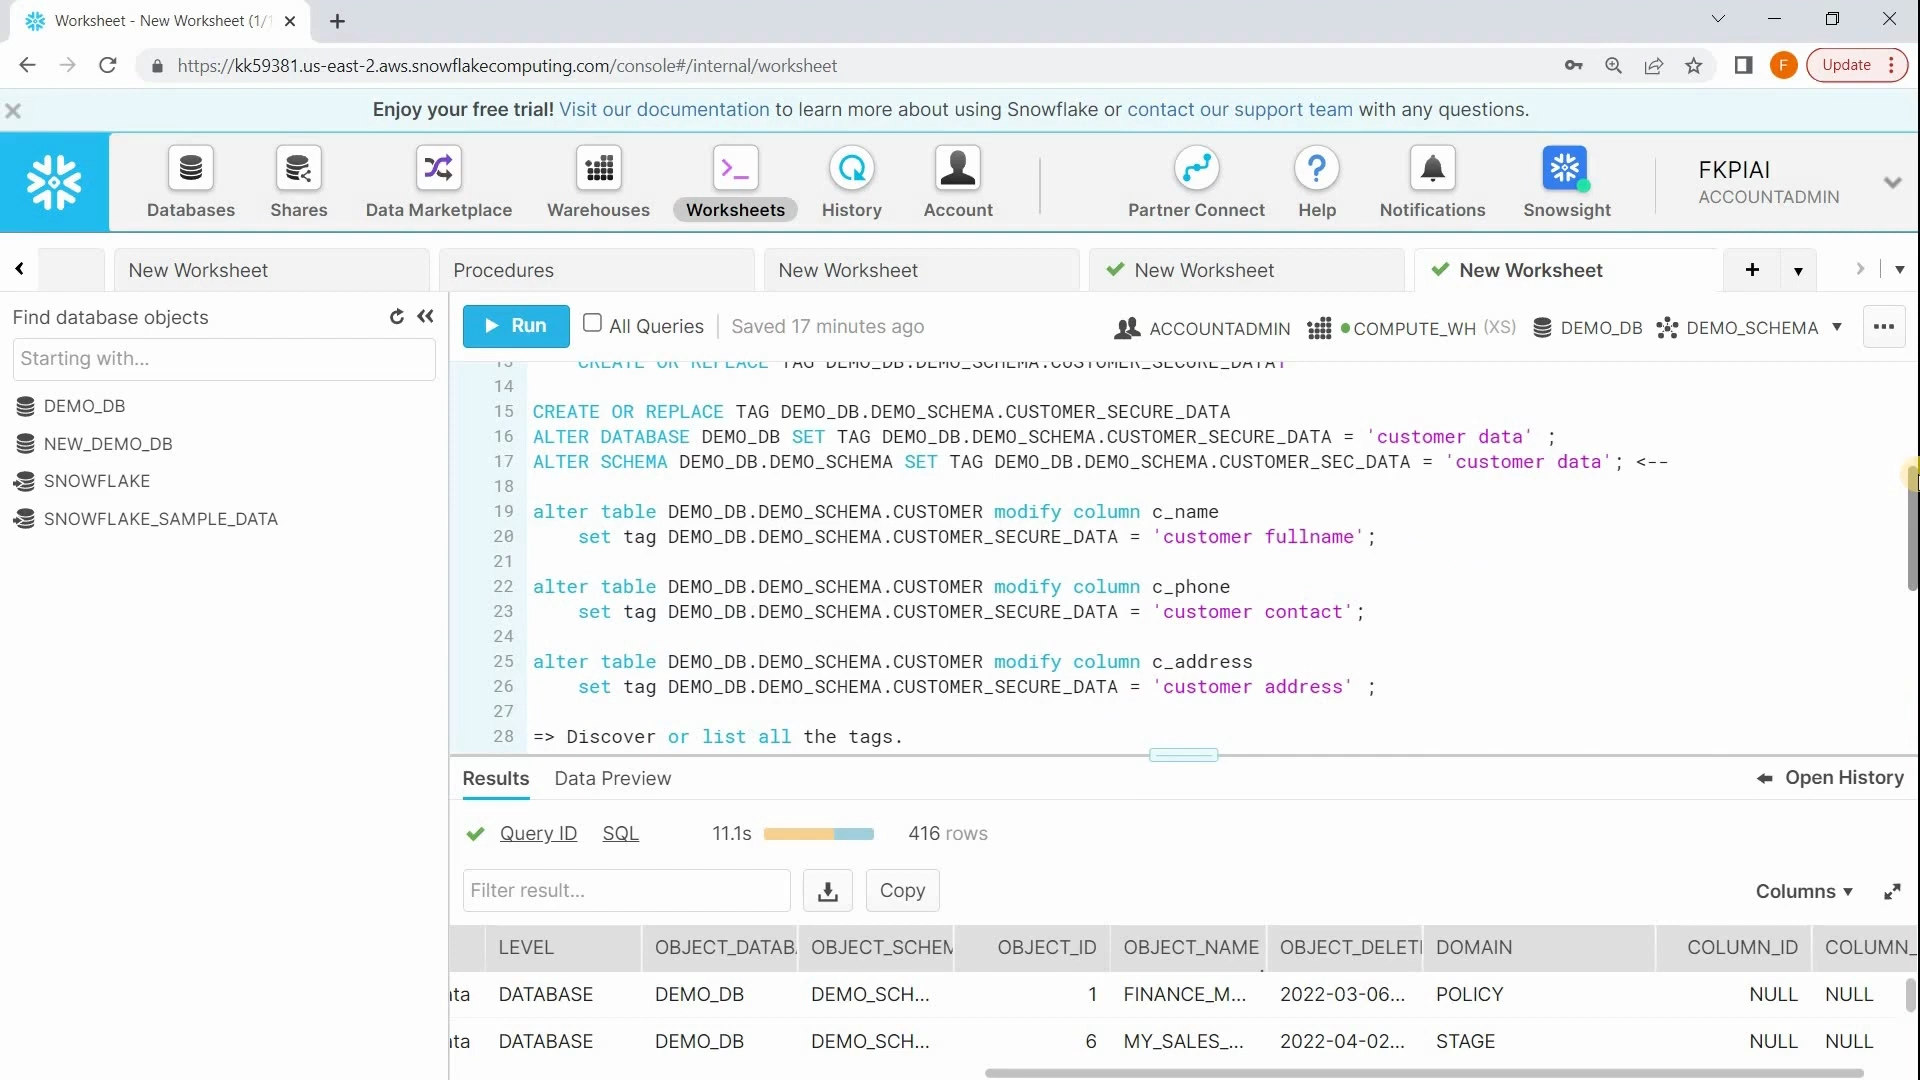 Worksheet - New Worksheet (1/1
https://kk59381.us-east-2.aws.snowflakecomputing.com/console#/internal/worksheet
F
Update
Enjoy your free trial! Visit our documentation to learn more about using Snowflake or contact our support team with any questions.
Databases
Shares
Data Marketplace
Warehouses
Worksheets
History
Account
Partner Connect
Help
Notifications
Snowsight
FKPIAI
ACCOUNTADMIN
New Worksheet
Procedures
New Worksheet
New Worksheet
New Worksheet
Find database objects
Starting with...
DEMO_DB
NEW_DEMO_DB
SNOWFLAKE
SNOWFLAKE_SAMPLE_DATA
Run
All Queries
Saved 17 minutes ago
ACCOUNTADMIN
COMPUTE_WH (XS)
DEMO_DB
DEMO_SCHEMA
13 CREATE OR REPLACE TAG DEMO_DB.DEMO_SCHEMA.CUSTOMER_SECURE_DATA1
14
15 CREATE OR REPLACE TAG DEMO_DB.DEMO_SCHEMA.CUSTOMER_SECURE_DATA
16 ALTER DATABASE DEMO_DB SET TAG DEMO_DB.DEMO_SCHEMA.CUSTOMER_SECURE_DATA = 'customer data' ;
17 ALTER SCHEMA DEMO_DB.DEMO_SCHEMA SET TAG DEMO_DB.DEMO_SCHEMA.CUSTOMER_SEC_DATA = 'customer data'; <--
18
19 alter table DEMO_DB.DEMO_SCHEMA.CUSTOMER modify column c_name
20 set tag DEMO_DB.DEMO_SCHEMA.CUSTOMER_SECURE_DATA = 'customer fullname';
21
22 alter table DEMO_DB.DEMO_SCHEMA.CUSTOMER modify column c_phone
23 set tag DEMO_DB.DEMO_SCHEMA.CUSTOMER_SECURE_DATA = 'customer contact';
24
25 alter table DEMO_DB.DEMO_SCHEMA.CUSTOMER modify column c_address
26 set tag DEMO_DB.DEMO_SCHEMA.CUSTOMER_SECURE_DATA = 'customer address' ;
27
28 => Discover or list all the tags.
Results
Data Preview
Open History
Query ID SQL 11.1s 416 rows
Filter result...
Copy
Columns
LEVEL OBJECT_DATAB. OBJECT_SCHEM OBJECT_ID OBJECT_NAME OBJECT_DELETI DOMAIN COLUMN_ID COLUMN_
ata DATABASE DEMO_DB DEMO_SCH... 1 FINANCE_M... 2022-03-06... POLICY NULL NULL
ata DATABASE DEMO_DB DEMO_SCH... 6 MY_SALES_... 2022-04-02... STAGE NULL NULL